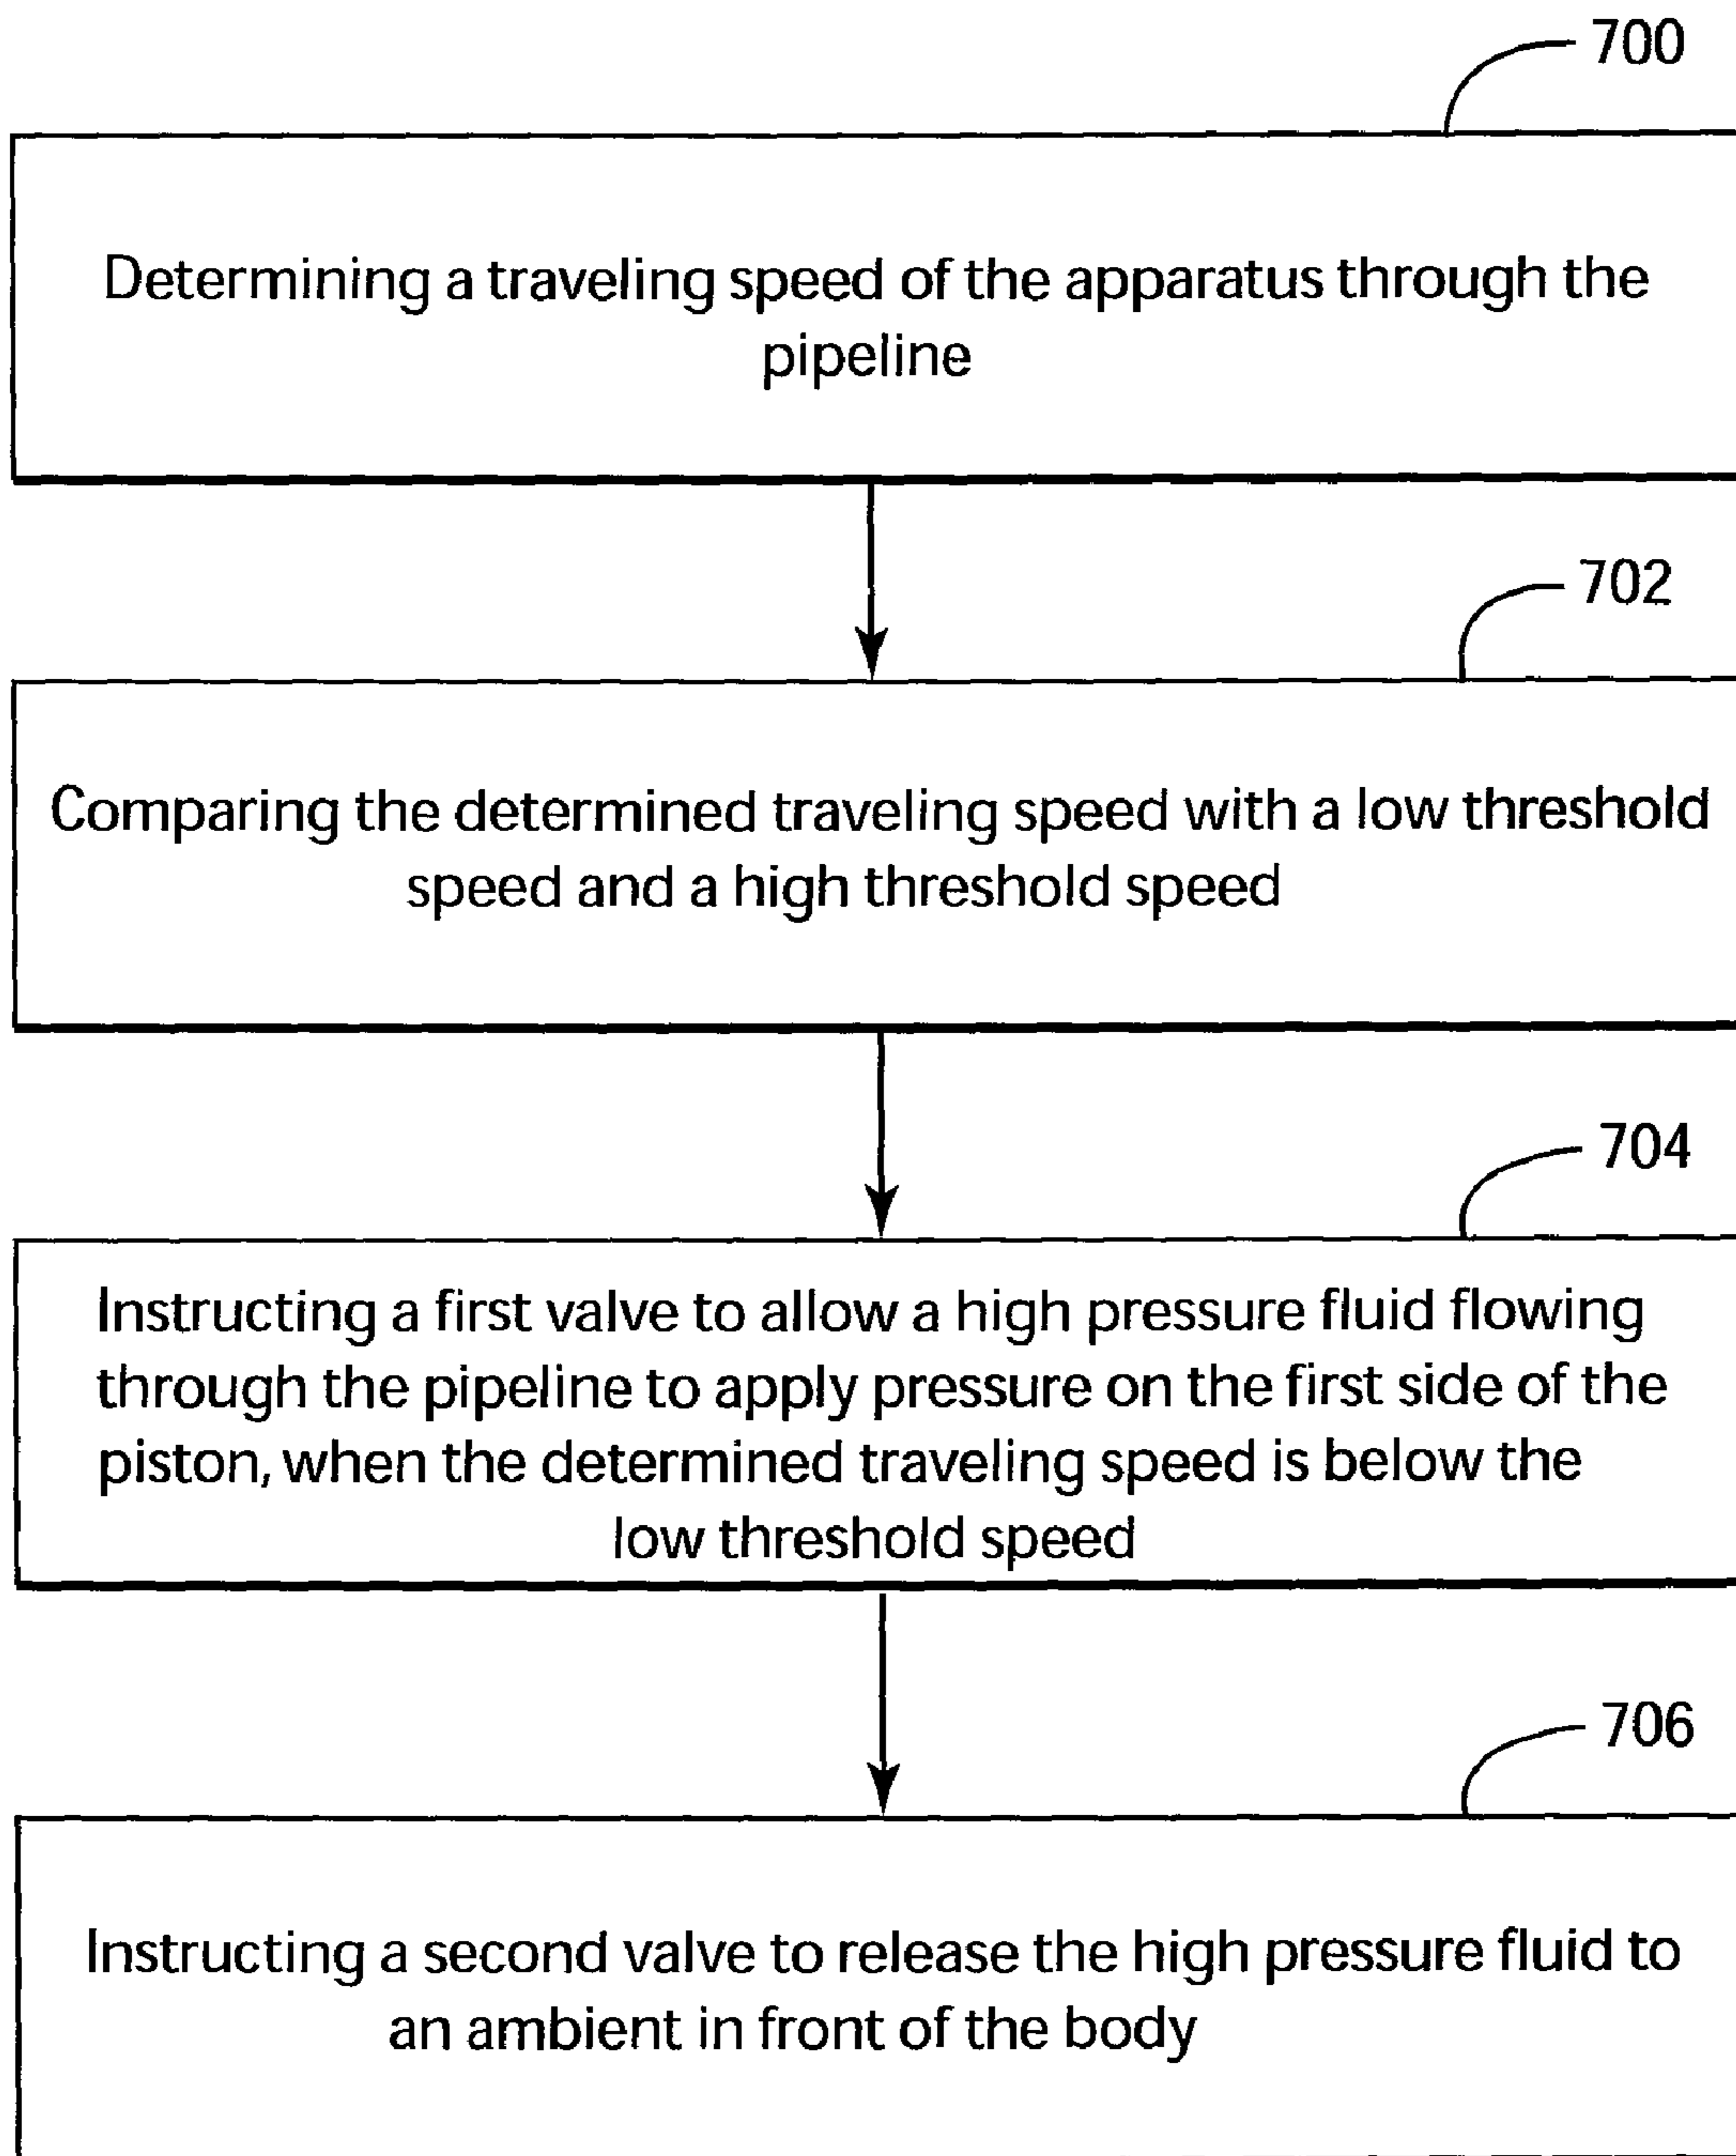 700
Determining a traveling speed of the apparatus through the
pipeline
702
Comparing the determined traveling speed with a low threshold
speed and a high threshold speed
704
Instructing a first valve to allow a high pressure fluid flowing
through the pipeline to apply pressure on the first side of the
piston, when the determined traveling speed is below the
low threshold speed
706
Instructing a second valve to release the high pressure fluid to
an ambient in front of the body